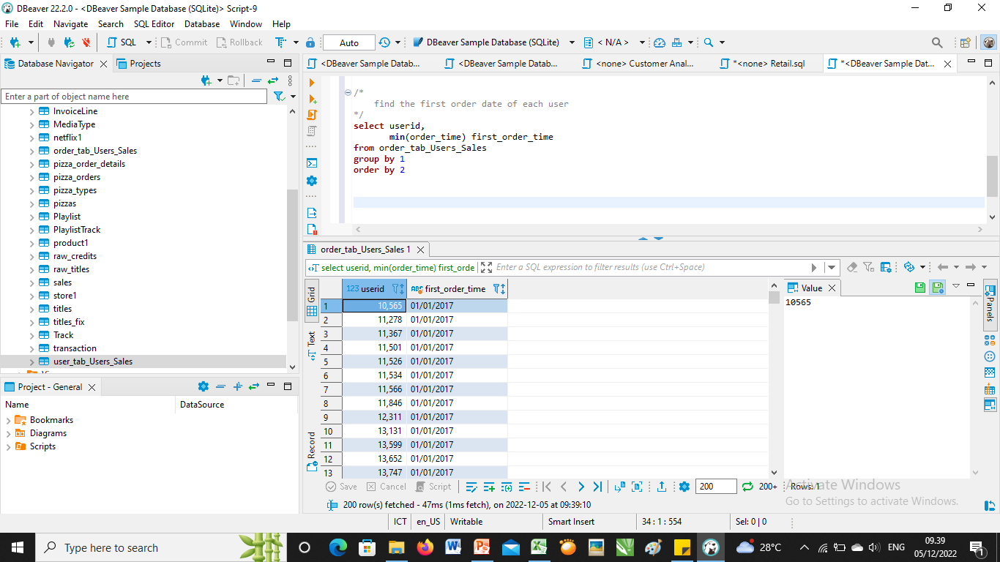 DBeaver 22.2.0 - <DBeaver Sample Database (SQLite)> Script-9
File Edit Navigate Search SQL Editor Database Window Help
SQL Commit Rollback Auto DBeaver Sample Database (SQLite) < N/A >
Database Navigator Projects
<DBeaver Sample Datab... <DBeaver Sample Datab... <none> Customer Anal... *<none> Retail.sql *<DBeaver Sample Dat...
Enter a part of object name here
InvoiceLine
MediaType
netflix1
order_tab_Users_Sales
pizza_order_details
pizza_orders
pizza_types
pizzas
Playlist
PlaylistTrack
product1
raw_credits
raw_titles
sales
store1
titles
titles_fix
Track
transaction
user_tab_Users_Sales
Project - General
Name DataSource
Bookmarks
Diagrams
Scripts
/*
find the first order date of each user
*/
select userid,
min(order_time) first_order_time
from order_tab_Users_Sales
group by 1
order by 2
order_tab_Users_Sales 1
select userid, min(order_time) first_orde Enter a SQL expression to filter results (use Ctrl+Space)
Grid
Text
Record
123 userid ABC first_order_time
1 10,565 01/01/2017
2 11,278 01/01/2017
3 11,367 01/01/2017
4 11,501 01/01/2017
5 11,526 01/01/2017
6 11,534 01/01/2017
7 11,566 01/01/2017
8 11,846 01/01/2017
9 12,311 01/01/2017
10 13,131 01/01/2017
11 13,599 01/01/2017
12 13,652 01/01/2017
13 13,747 01/01/2017
Value
10565
Panels
Save Cancel Script 200 200+ Rows: 1
Activate Windows
Go to Settings to activate Windows.
200 row(s) fetched - 47ms (1ms fetch), on 2022-12-05 at 09:39:10
ICT en_US Writable Smart Insert 34 : 1 : 554 Sel: 0 | 0
Type here to search
28°C ENG
09.39
05/12/2022
1